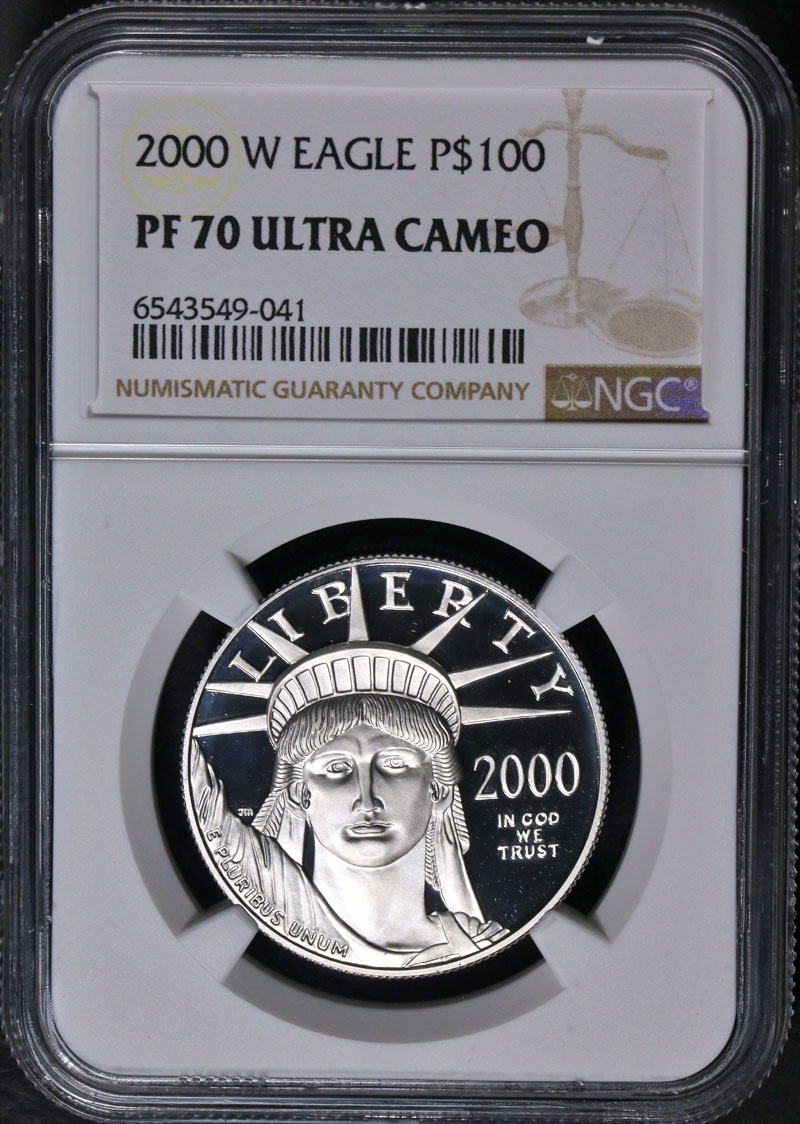 2000 W EAGLE P$100
PF 70 ULTRA CAMEO
6543549-041
NUMISMATIC GUARANTY COMPANY
NGC®
LIBERTY
2000
IN GOD
WE
TRUST
JM
E PLURIBUS UNUM